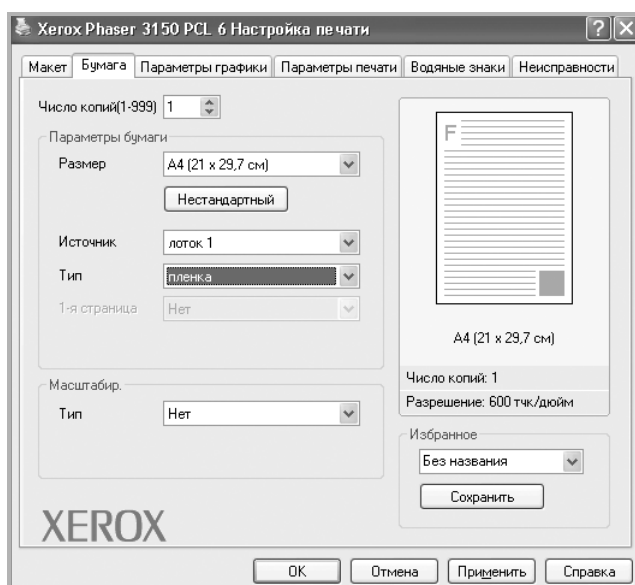 Xerox Phaser 3150 PCL 6 Настройка печати
Макет Бумага Параметры графики Параметры печати Водяные знаки Неисправности
Число копий(1-999) 1
Параметры бумаги
Размер A4 (21 x 29,7 см)
Нестандартный
Источник лоток 1
Тип пленка
1-я страница Нет
Масштабир.
Тип Нет
XEROX
F
A4 (21 x 29,7 см)
Число копий: 1
Разрешение: 600 тчк/дюйм
Избранное
Без названия
Сохранить
OK Отмена Применить Справка